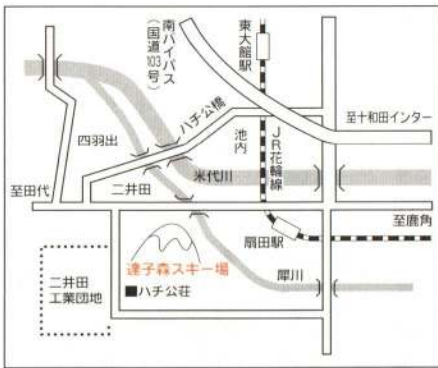 南バイパス
(国道103号)
東大館駅
ハチ公橋
至十和田インター
四羽出
池内
JR花輪線
至田代
二井田
米代川
至鹿角
扇田駅
達子森スキー場
二井田
工業団地
■ハチ公荘
犀川